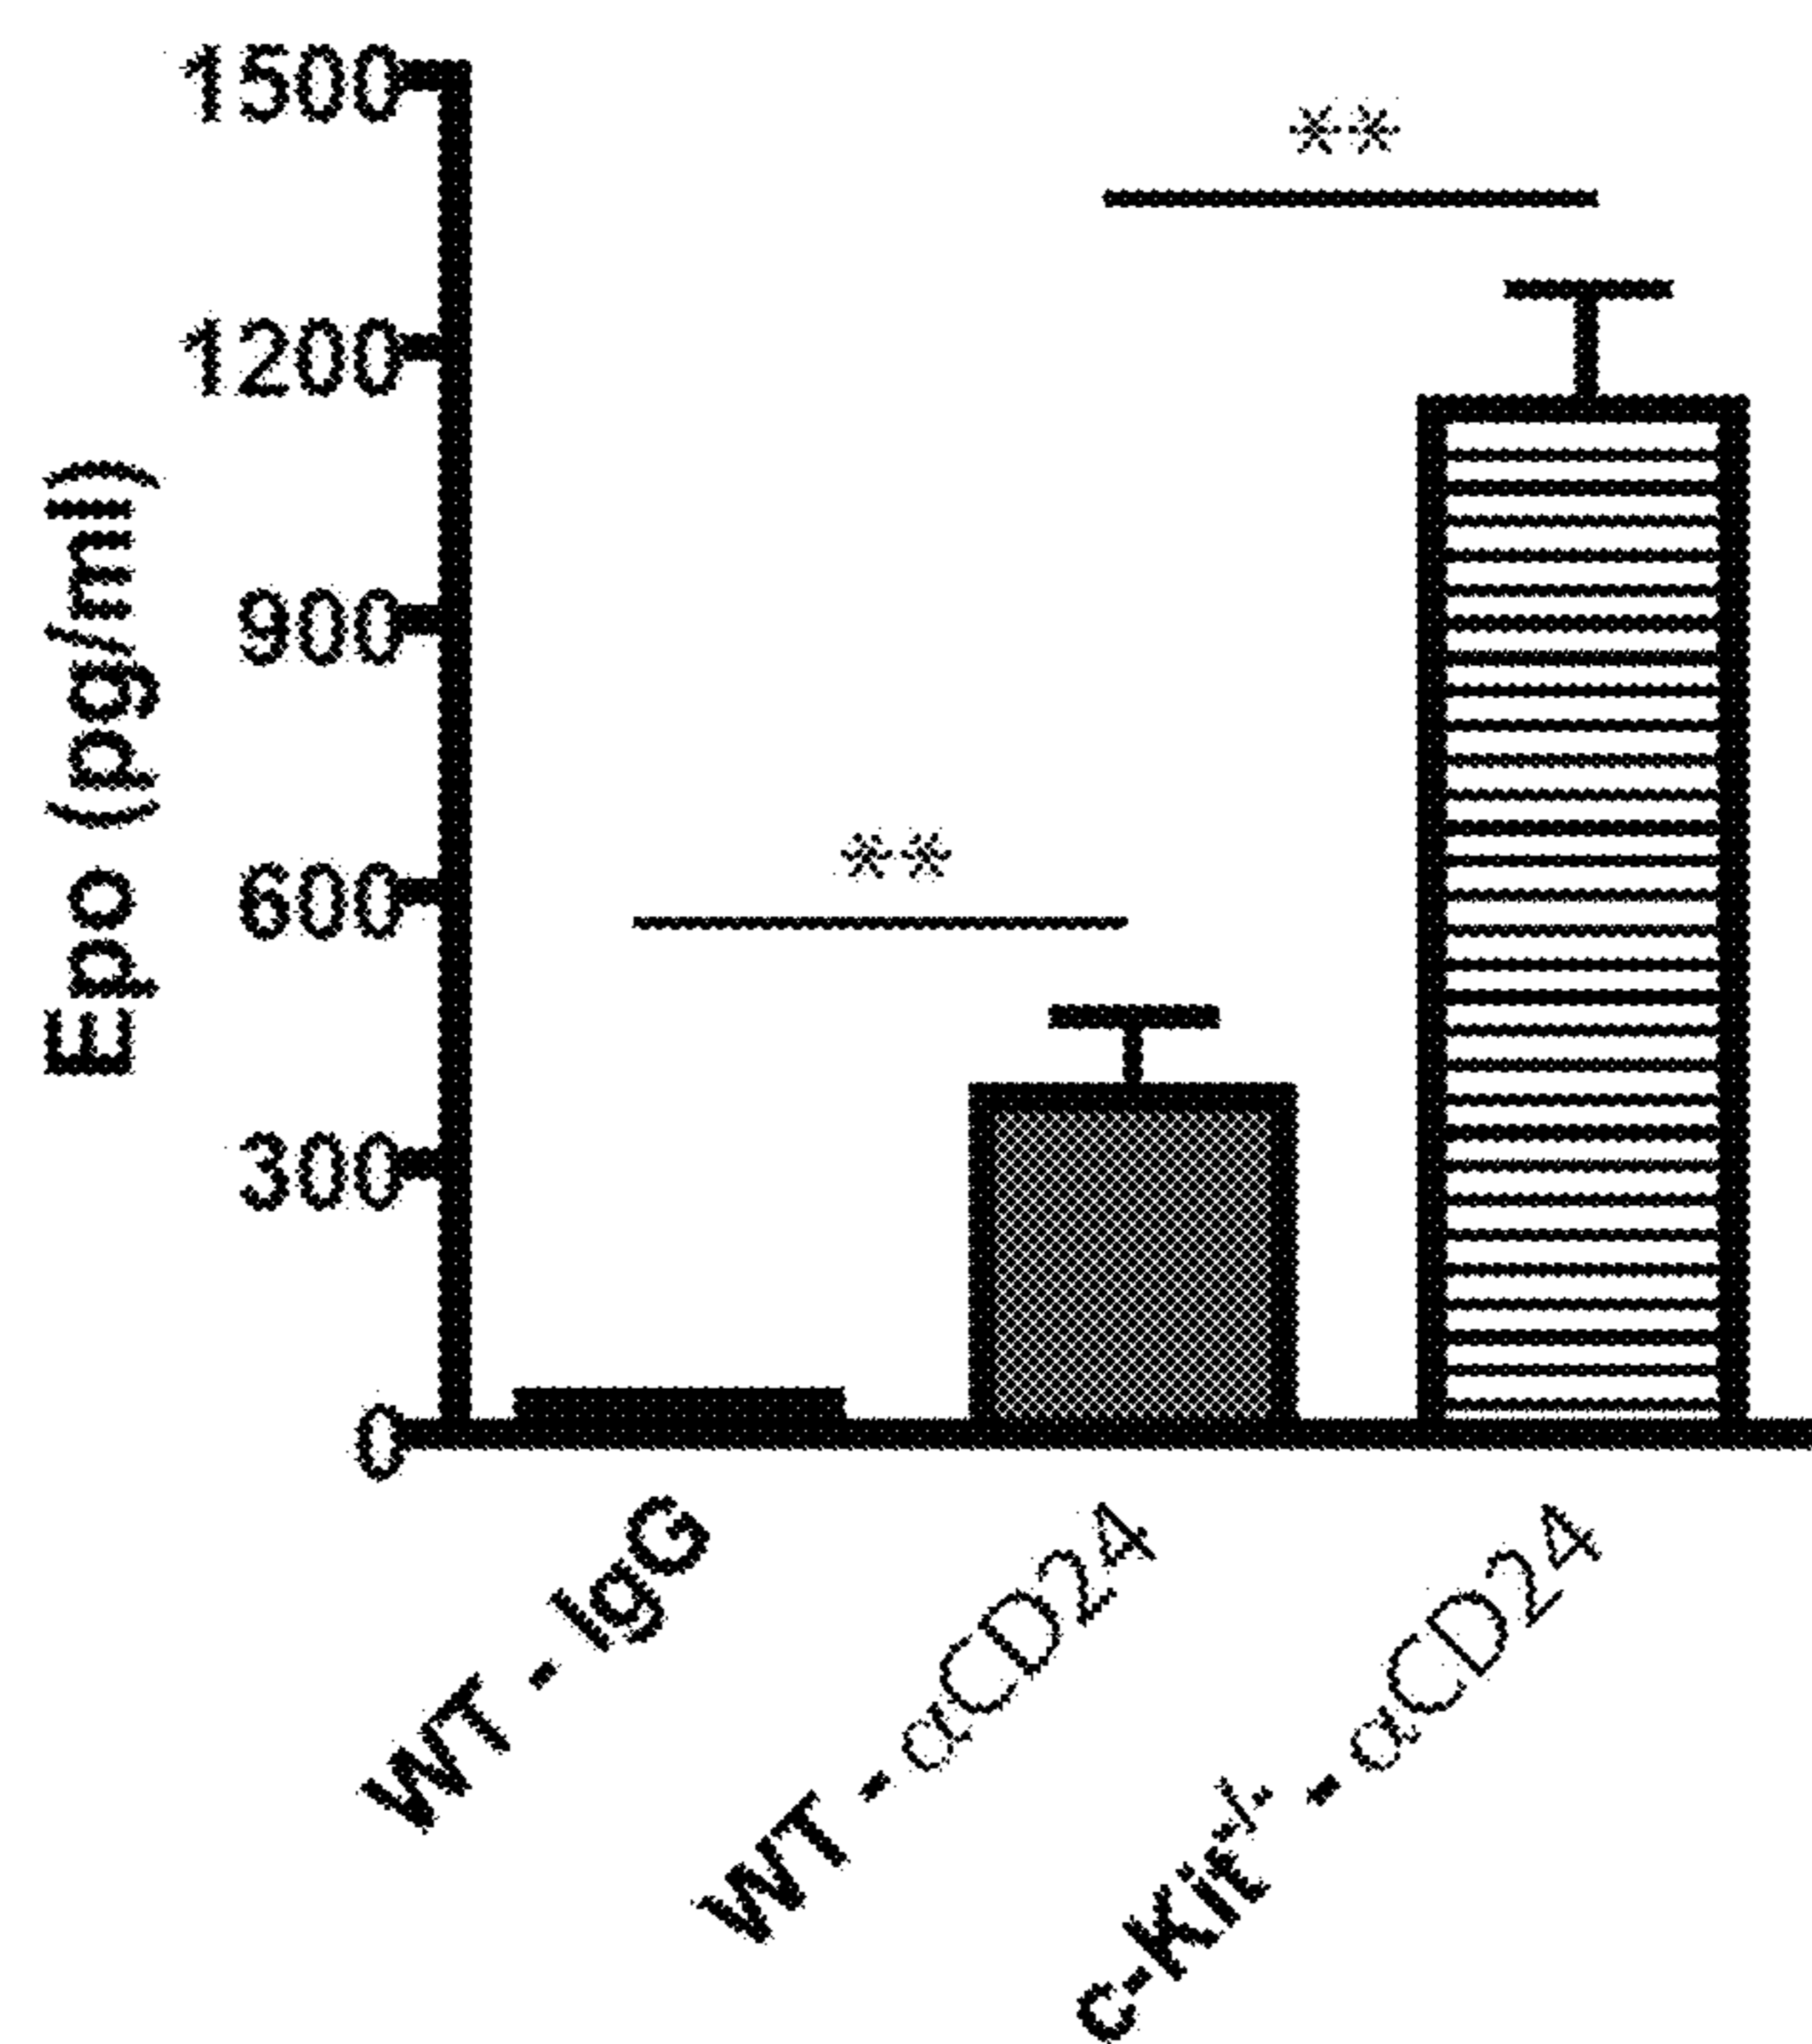 1500
1200
900
600
300
0
Epo (pg/ml)
**
**
WT - IgG
WT - αCD24
c-Kit⁻/⁻ - αCD24